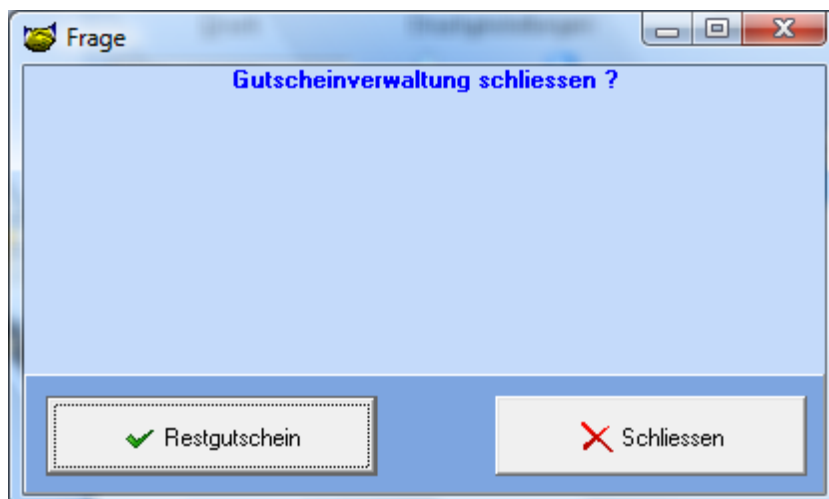 Frage
Gutscheinverwaltung schliessen ?
Restgutschein
Schliessen